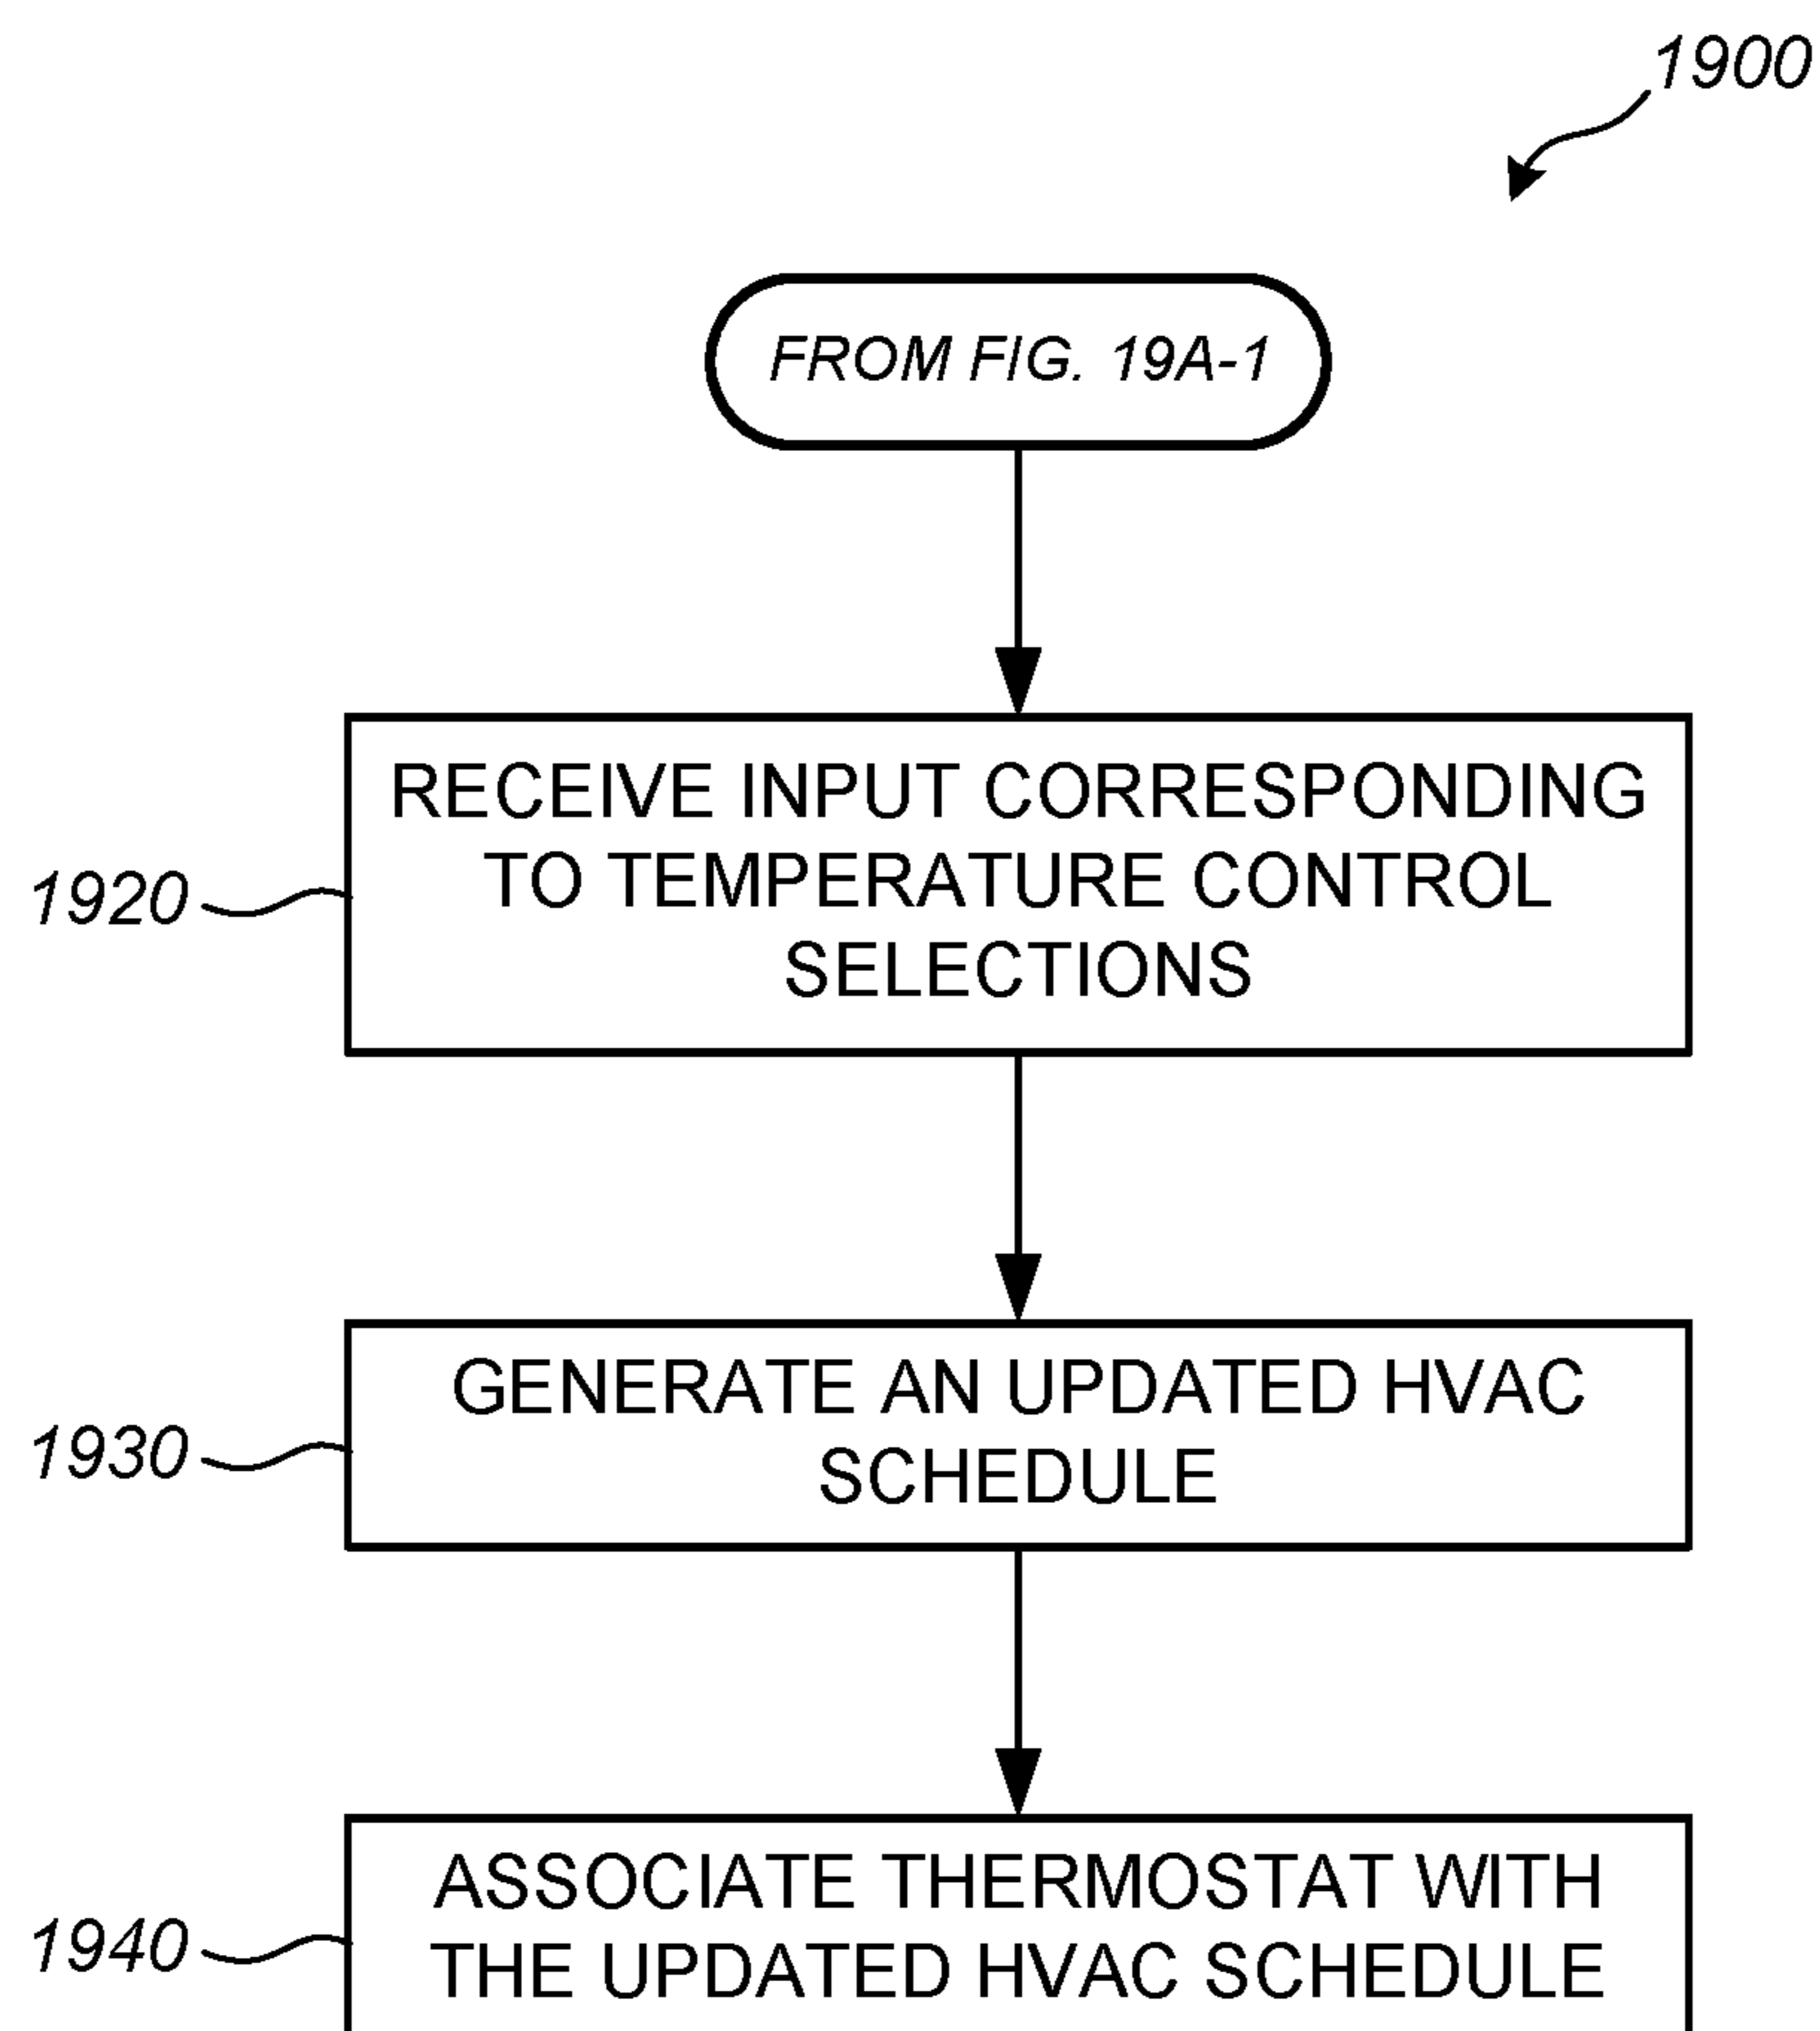 1900
FROM FIG. 19A-1
RECEIVE INPUT CORRESPONDING
TO TEMPERATURE CONTROL
SELECTIONS
1920
GENERATE AN UPDATED HVAC
SCHEDULE
1930
ASSOCIATE THERMOSTAT WITH
THE UPDATED HVAC SCHEDULE
1940